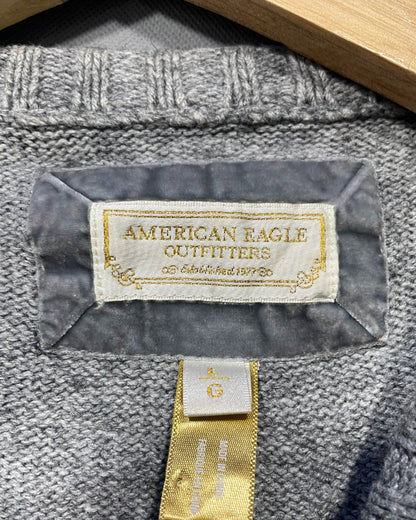 AMERICAN EAGLE
OUTFITTERS
Established 1977
L
G